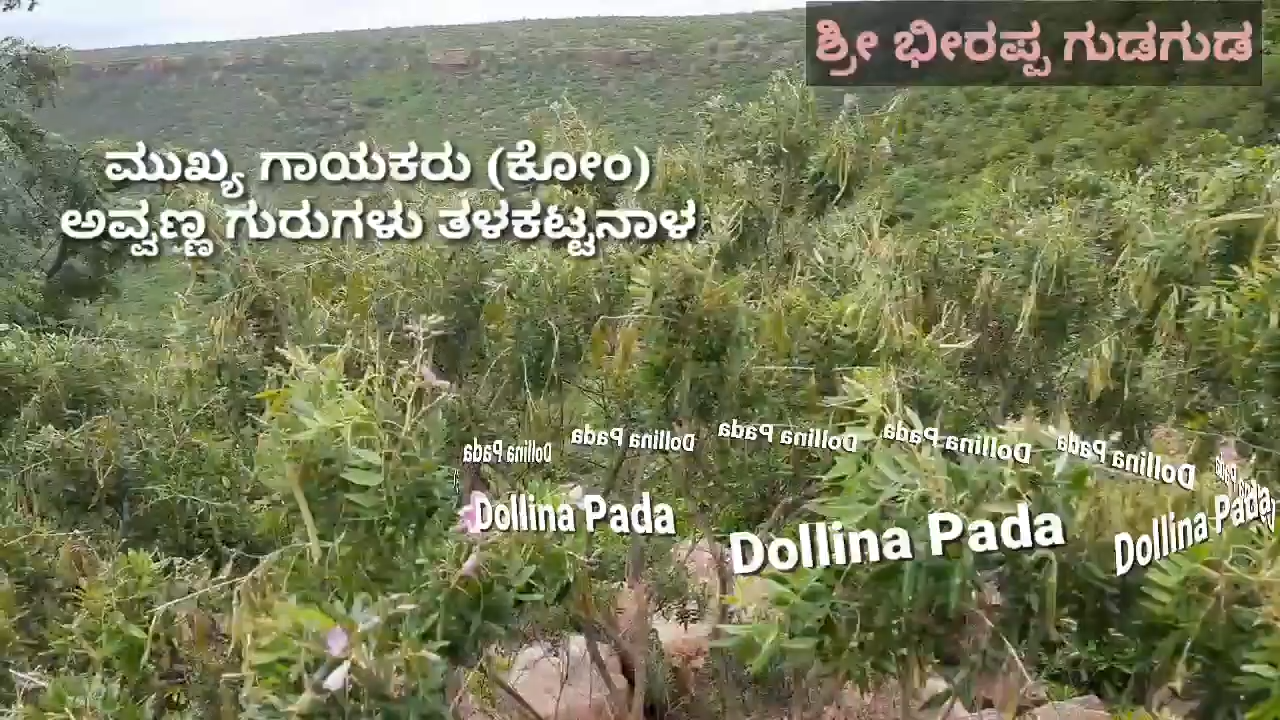 ಶ್ರೀ ಭೀರಪ್ಪ ಗುಡಗುಡ
ಮುಖ್ಯ ಗಾಯಕರು (ಕೋಂ)
ಅವ್ವಣ್ಣ ಗುರುಗಳು ತಳಕಟ್ಟನಾಳ
Dollina Pada Dollina Pada Dollina Pada Dollina Pada Dollina Pada
Dollina Pada Dollina Pada Dollina Pada